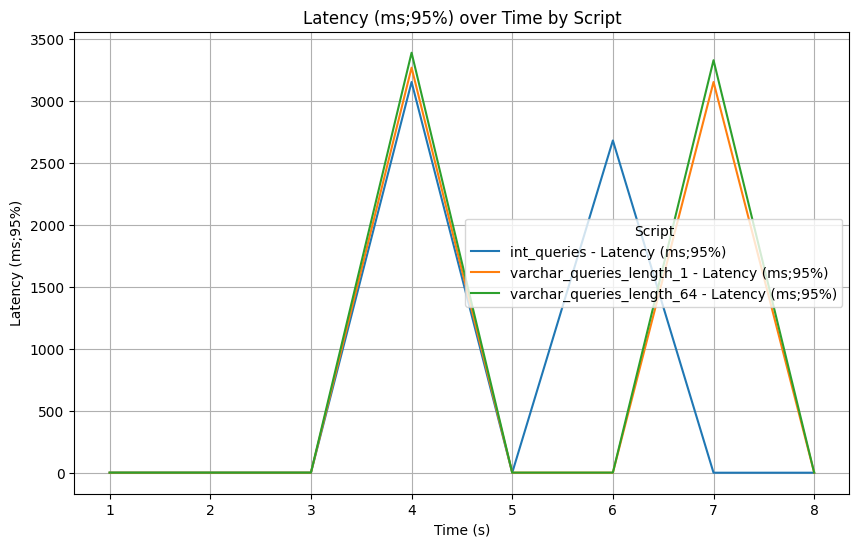 Latency (ms;95%) over Time by Script
3500
3000
2500
2000
1500
1000
500
0
Latency (ms;95%)
Script
int_queries - Latency (ms;95%)
varchar_queries_length_1 - Latency (ms;95%)
varchar_queries_length_64 - Latency (ms;95%)
1 2 3 4 5 6 7 8
Time (s)